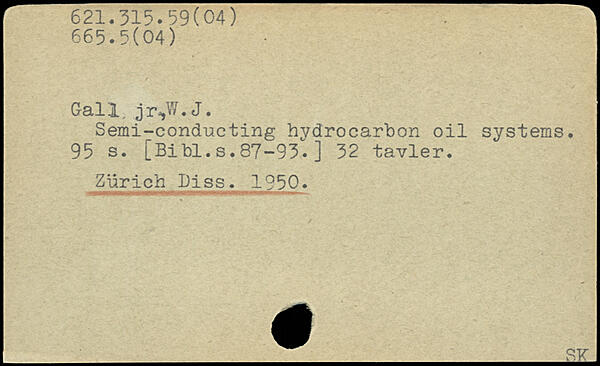 621.315.59(04)
665.5(04)
Gall, jr.,W.J.
Semi-conducting hydrocarbon oil systems.
95 s. [Bibl.s.87-93.] 32 tavler.
Zürich Diss. 1950.
SK